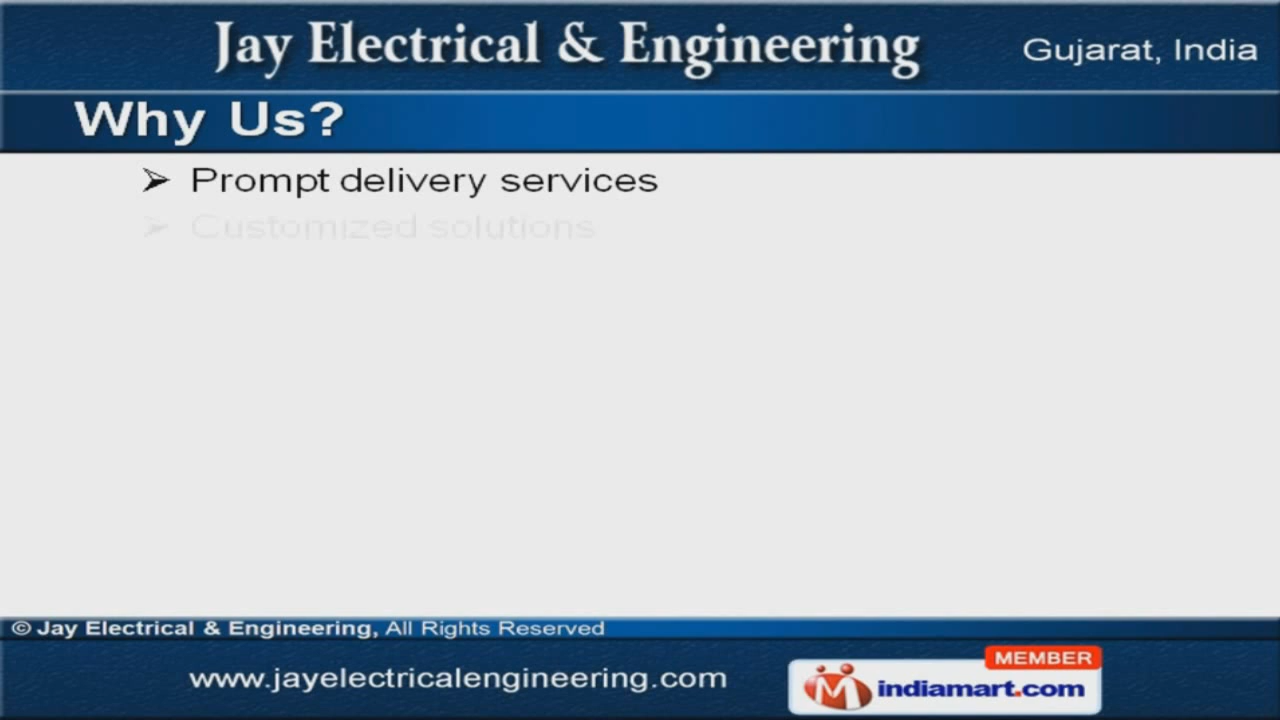 Jay Electrical & Engineering
Gujarat, India
Why Us?
➢ Prompt delivery services
➢ Customized solutions
© Jay Electrical & Engineering, All Rights Reserved
www.jayelectricalengineering.com
MEMBER
indiamart.com